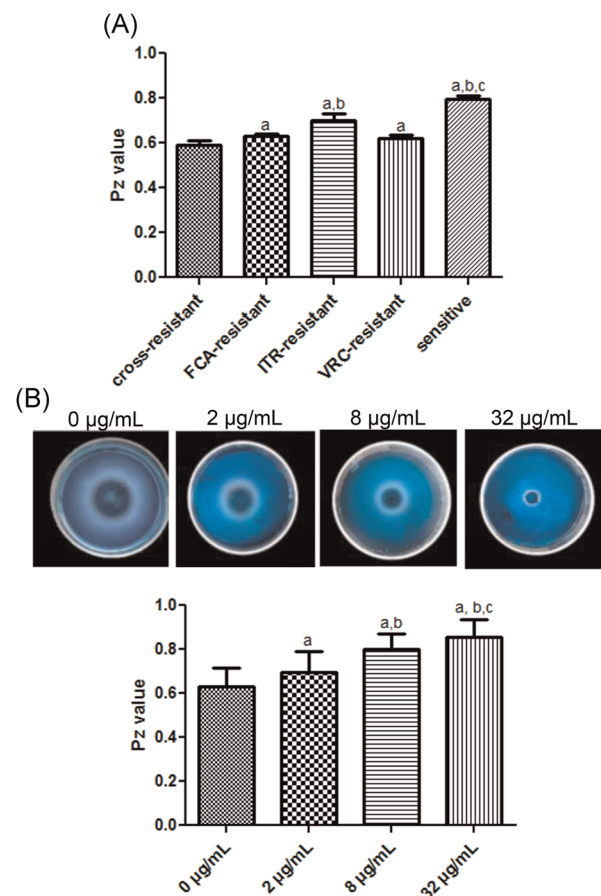 (A)
1.0
0.8
0.6
0.4
0.2
0.0
Pz value
a
a,b
a
a,b,c
cross-resistant
FCA-resistant
ITR-resistant
VRC-resistant
sensitive
(B)
0 µg/mL
2 µg/mL
8 µg/mL
32 µg/mL
1.0
0.8
0.6
0.4
0.2
0.0
Pz value
a
a,b
a, b,c
0 µg/mL
2 µg/mL
8 µg/mL
32 µg/mL